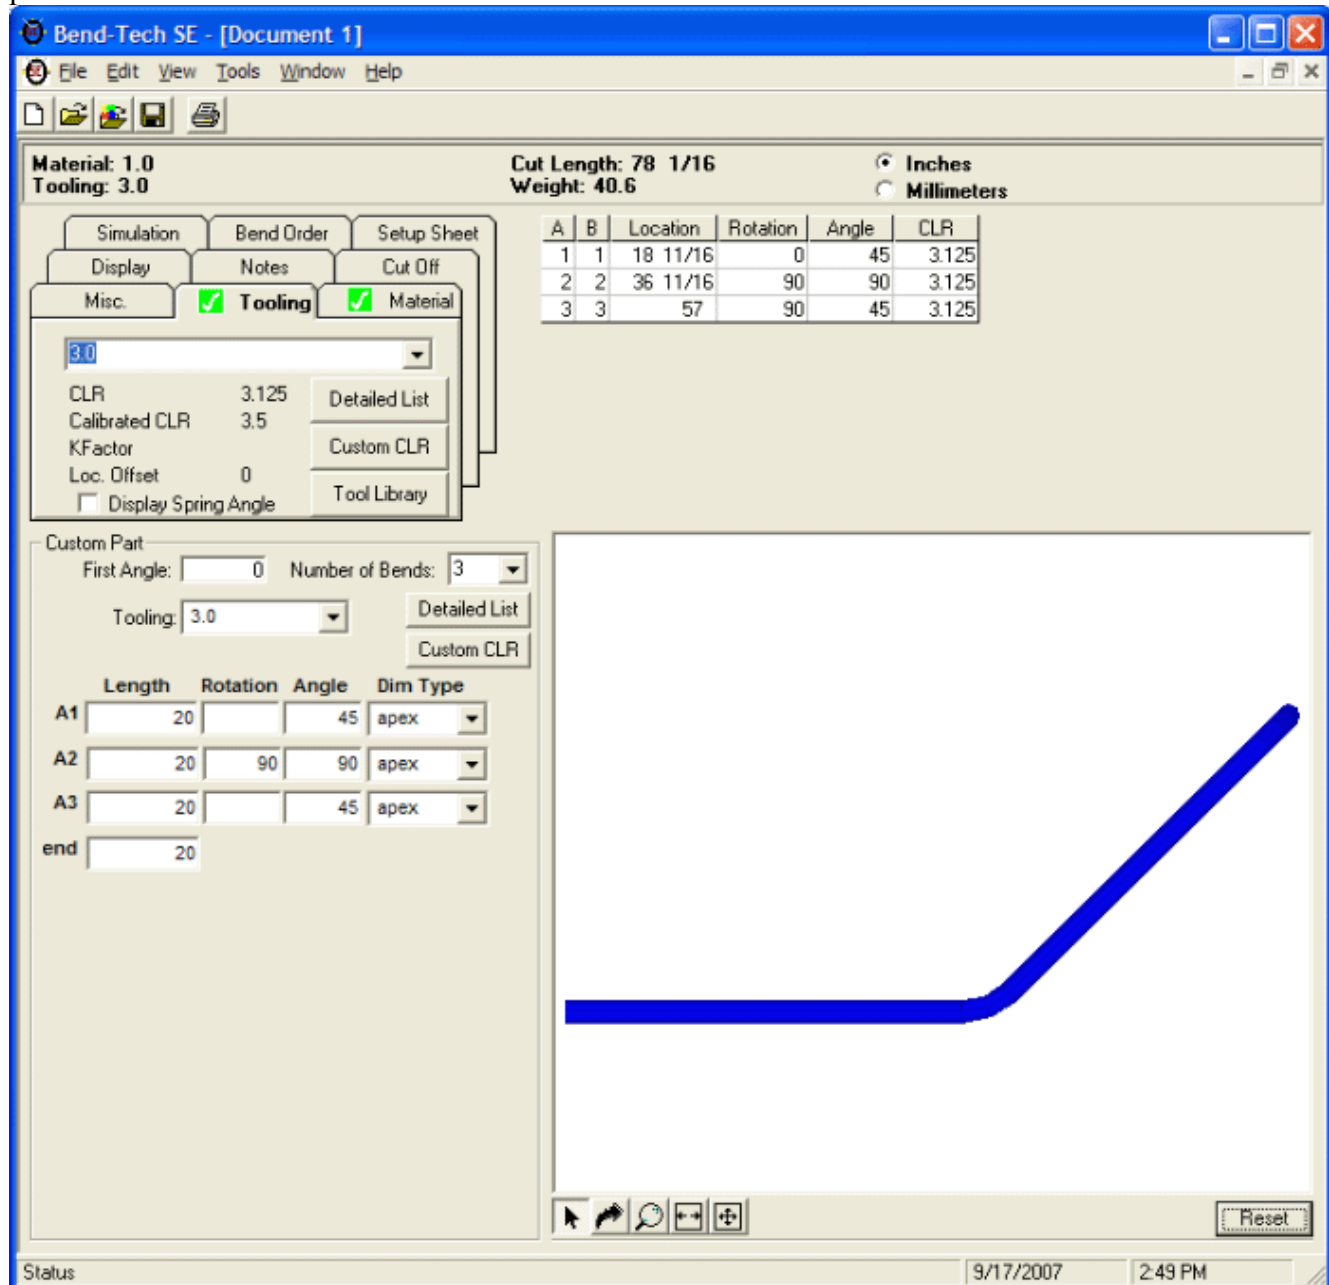 Bend-Tech SE - [Document 1]
File Edit View Tools Window Help
Material: 1.0 Cut Length: 78 1/16 Inches
Tooling: 3.0 Weight: 40.6 Millimeters
Simulation Bend Order Setup Sheet
Display Notes Cut Off
Misc. Tooling Material
A B Location Rotation Angle CLR
1 1 18 11/16 0 45 3.125
2 2 36 11/16 90 90 3.125
3 3 57 90 45 3.125
3.0
CLR 3.125 Detailed List
Calibrated CLR 3.5
KFactor Custom CLR
Loc. Offset 0
Display Spring Angle Tool Library
Custom Part
First Angle: 0 Number of Bends: 3
Tooling: 3.0 Detailed List
Custom CLR
Length Rotation Angle Dim Type
A1 20 45 apex
A2 20 90 90 apex
A3 20 45 apex
end 20
Reset
Status 9/17/2007 2:49 PM